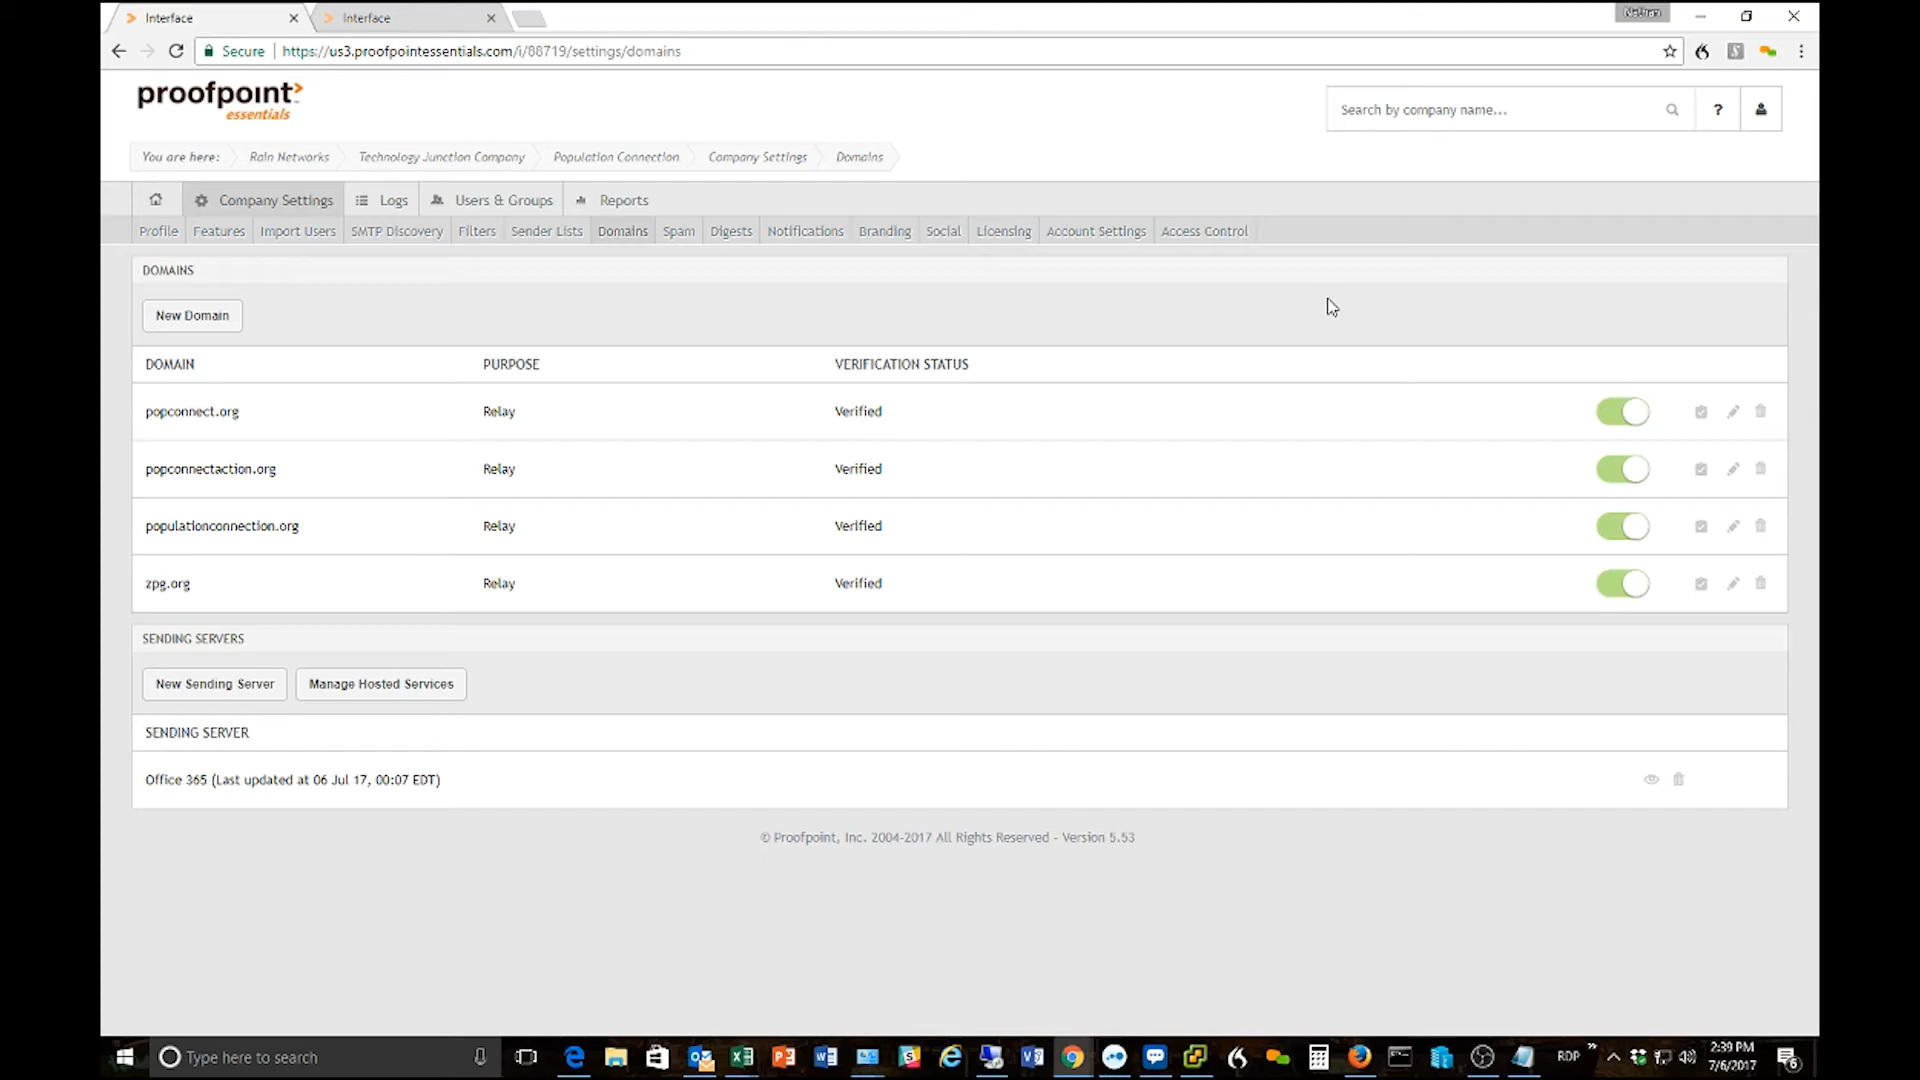 Interface
Interface
Nathan
Secure https://us3.proofpointessentials.com/i/88719/settings/domains
proofpoint
essentials
Search by company name...
?
You are here: Rain Networks Technology Junction Company Population Connection Company Settings Domains
Company Settings Logs Users & Groups Reports
Profile Features Import Users SMTP Discovery Filters Sender Lists Domains Spam Digests Notifications Branding Social Licensing Account Settings Access Control
DOMAINS
New Domain
DOMAIN PURPOSE VERIFICATION STATUS
popconnect.org Relay Verified
popconnectaction.org Relay Verified
populationconnection.org Relay Verified
zpg.org Relay Verified
SENDING SERVERS
New Sending Server Manage Hosted Services
SENDING SERVER
Office 365 (Last updated at 06 Jul 17, 00:07 EDT)
© Proofpoint, Inc. 2004-2017 All Rights Reserved - Version 5.53
Type here to search
RDP
2:39 PM
7/6/2017
6